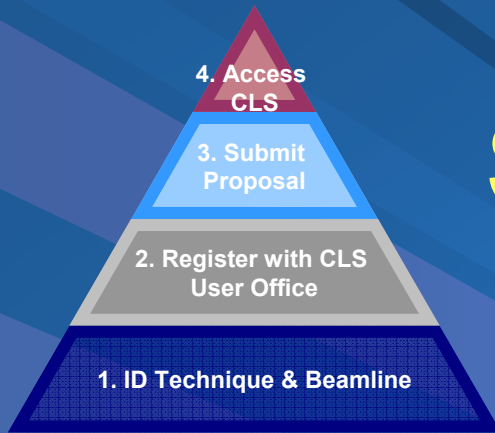 4. Access
CLS
3. Submit
Proposal
2. Register with CLS
User Office
1. ID Technique & Beamline